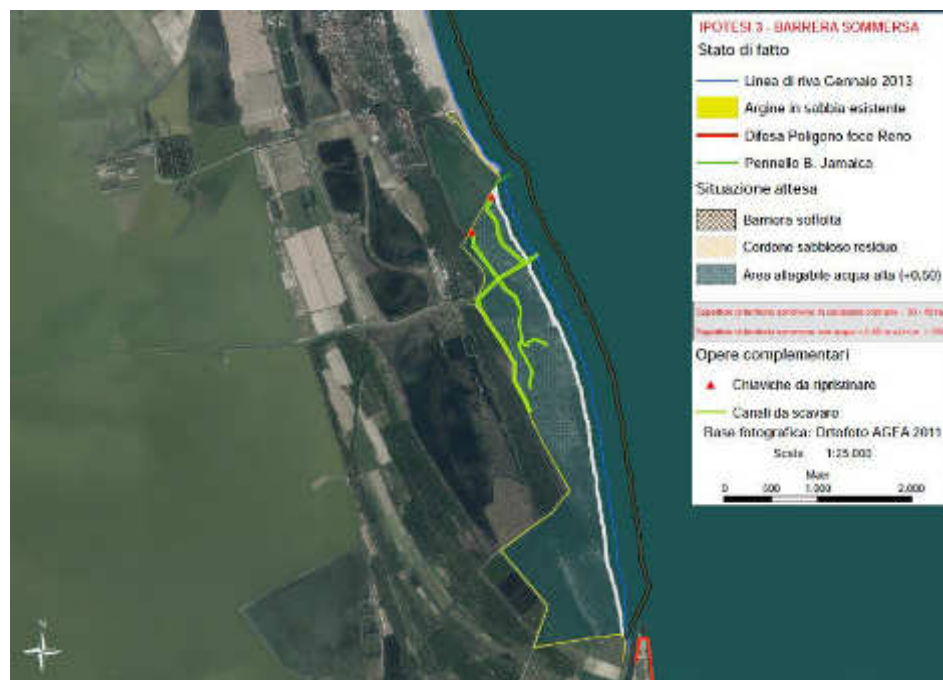 IPOTESI 3 - BARRERA SOMMERSA
Stato di fatto
Linea di riva Gennaio 2013
Argine in sabbia esistente
Difesa Poligono foce Reno
Pennello B. Jamaica
Situazione attesa
Barriera soffolta
Cordone sabbioso residuo
Area allagabile acqua alta (+0,50)
Opere complementari
Chiaviche da ripristinare
Canali da scavare
Base fotografica: Ortofoto AGEA 2011
Scala 1:25.000
0 500 1.000 2.000
N